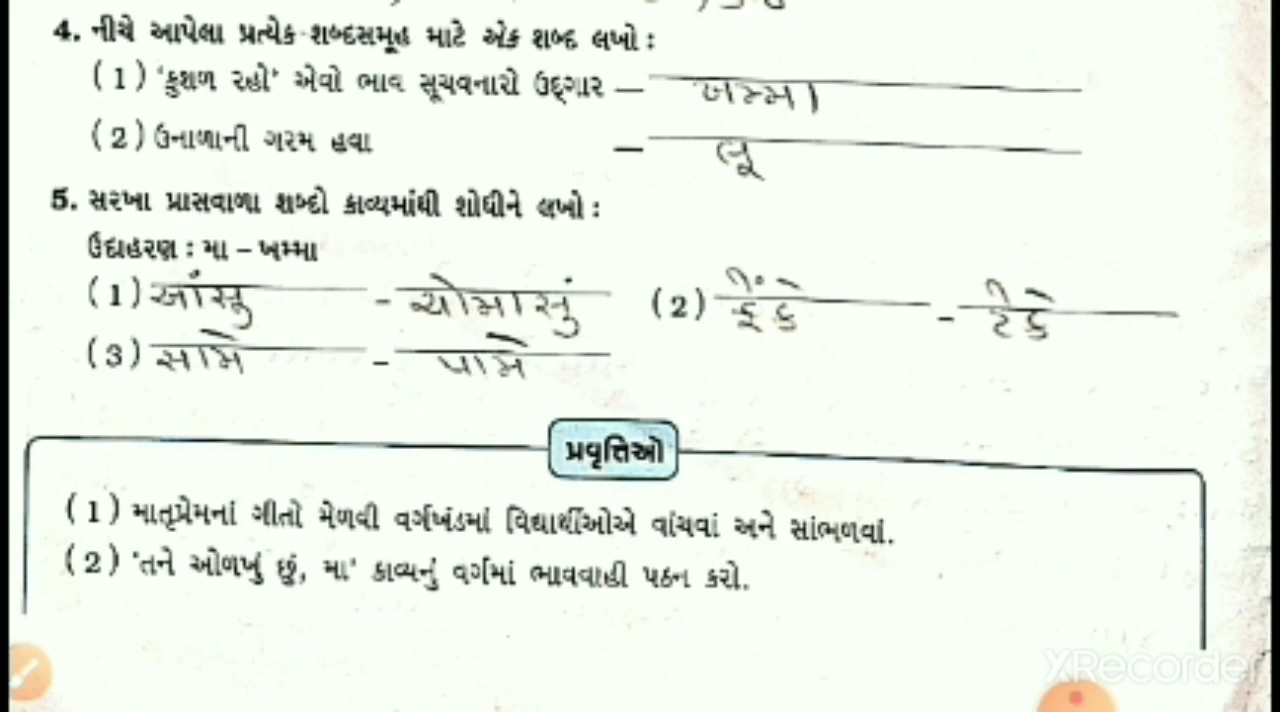 4. નીચે આપેલા પ્રત્યેક શબ્દસમૂહ માટે એક શબ્દ લખો :
(1) 'કુશળ રહો' એવો ભાવ સૂચવનારો ઉદ્ગાર – ખમ્મા
(2) ઉનાળાની ગરમ હવા – લૂ
5. સરખા પ્રાસવાળા શબ્દો કાવ્યમાંથી શોધીને લખો :
ઉદાહરણ : મા – ખમ્મા
(1) આંસુ - ચોમાસું (2) - ટેકે
(3) સામે - પામે
પ્રવૃત્તિઓ
(1) માતૃપ્રેમનાં ગીતો મેળવી વર્ગખંડમાં વિદ્યાર્થીઓએ વાંચવાં અને સાંભળવાં.
(2) 'તને ઓળખું છું, મા' કાવ્યનું વર્ગમાં ભાવવાહી પઠન કરો.
XRecorder